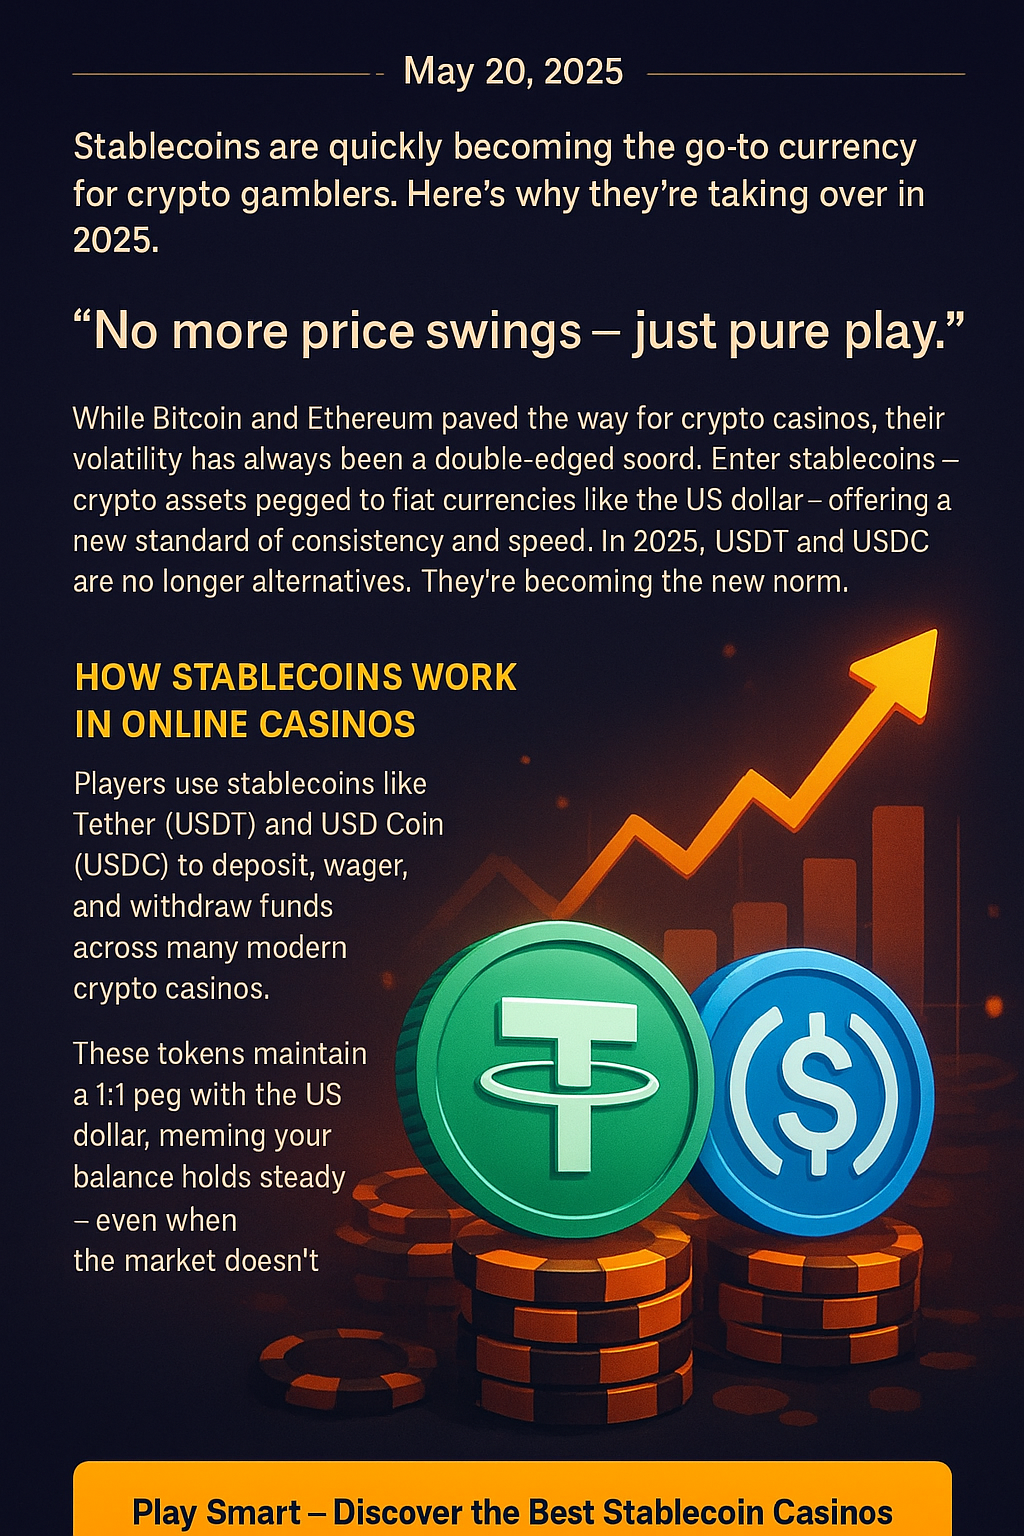 May 20, 2025
Stablecoins are quickly becoming the go-to currency
for crypto gamblers. Here’s why they’re taking over in
2025.
“No more price swings – just pure play.”
While Bitcoin and Ethereum paved the way for crypto casinos, their
volatility has always been a double-edged soord. Enter stablecoins –
crypto assets pegged to fiat currencies like the US dollar – offering a
new standard of consistency and speed. In 2025, USDT and USDC
are no longer alternatives. They're becoming the new norm.
HOW STABLECOINS WORK
IN ONLINE CASINOS
Players use stablecoins like
Tether (USDT) and USD Coin
(USDC) to deposit, wager,
and withdraw funds
across many modern
crypto casinos.
These tokens maintain
a 1:1 peg with the US
dollar, meming your
balance holds steady
– even when
the market doesn't
Play Smart – Discover the Best Stablecoin Casinos